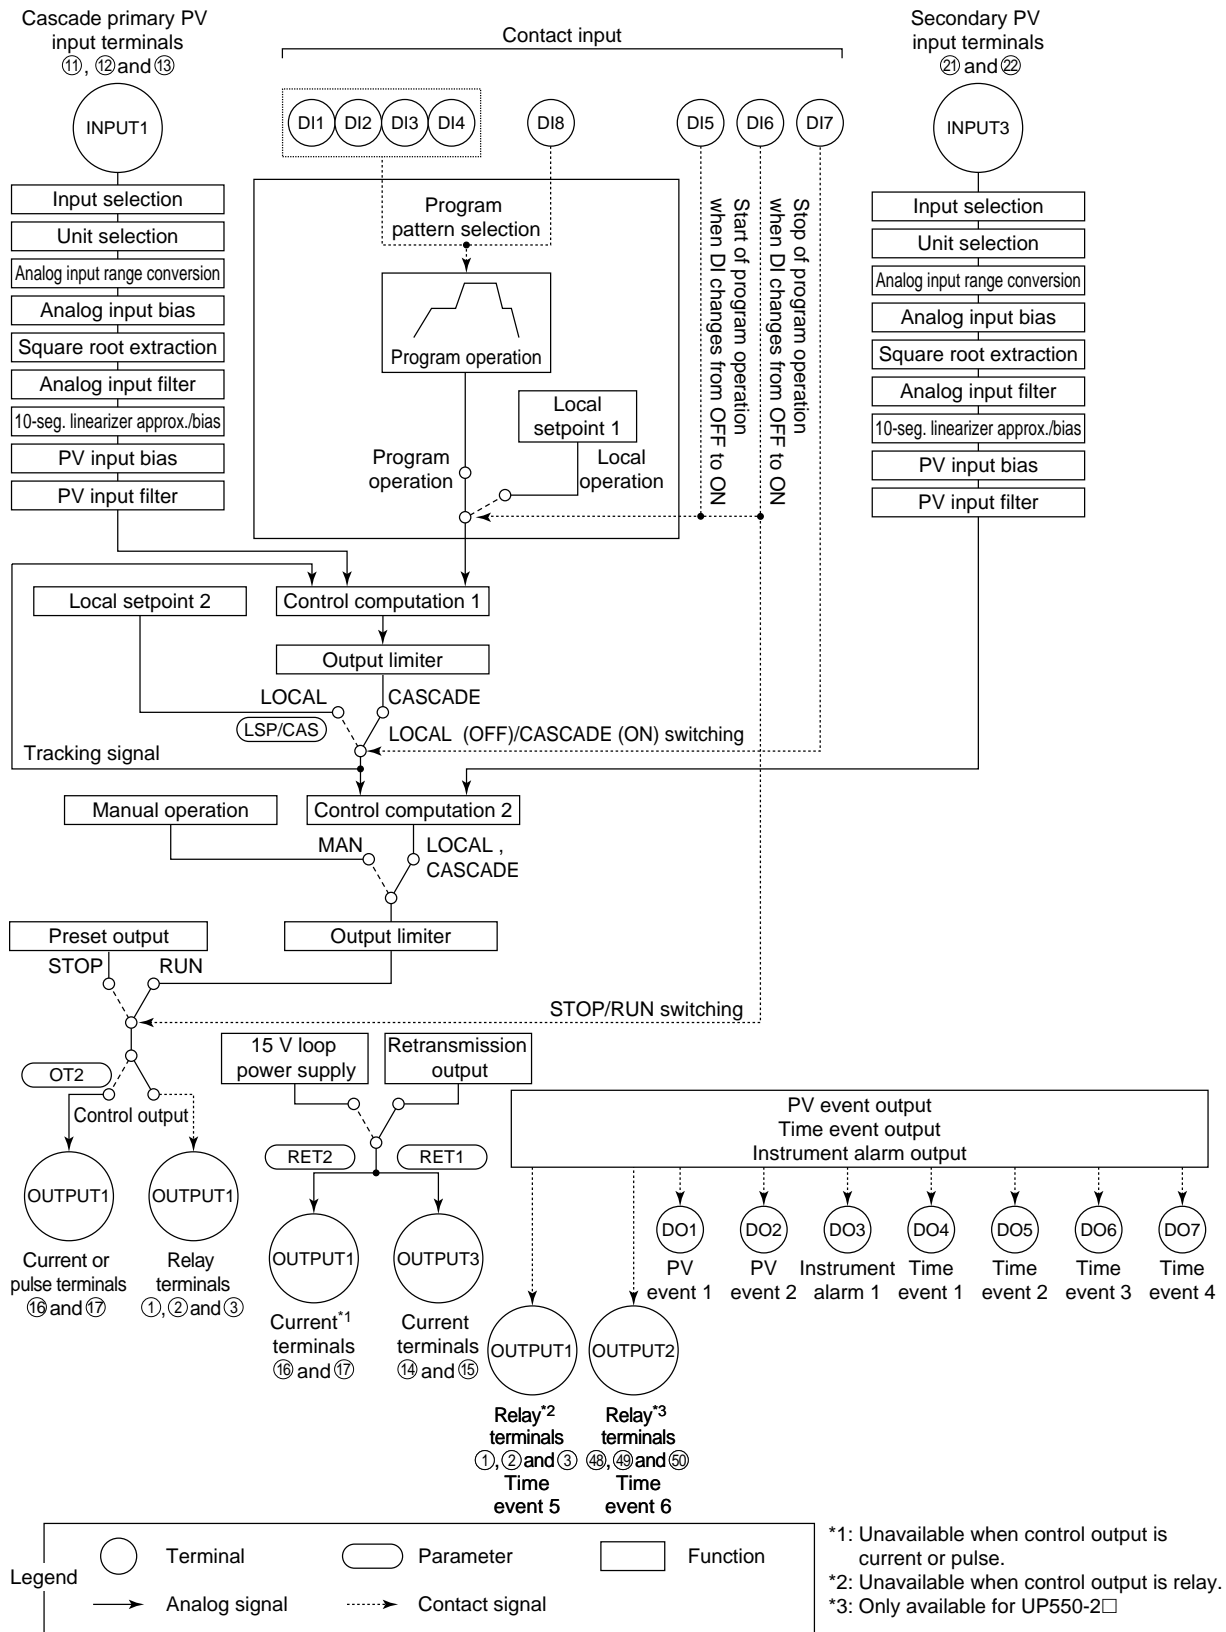 Cascade primary PV
input terminals
⑪, ⑫ and ⑬
Contact input
Secondary PV
input terminals
㉑ and ㉒
INPUT1
DI1
DI2
DI3
DI4
DI8
DI5
DI6
DI7
INPUT3
Input selection
Unit selection
Analog input range conversion
Analog input bias
Square root extraction
Analog input filter
10-seg. linearizer approx./bias
PV input bias
PV input filter
Program
pattern selection
Program operation
Local
setpoint 1
Program
operation
Local
operation
Start of program operation
when DI changes from OFF to ON
Stop of program operation
when DI changes from OFF to ON
Input selection
Unit selection
Analog input range conversion
Analog input bias
Square root extraction
Analog input filter
10-seg. linearizer approx./bias
PV input bias
PV input filter
Local setpoint 2
Control computation 1
Output limiter
LOCAL
CASCADE
LSP/CAS
LOCAL (OFF)/CASCADE (ON) switching
Tracking signal
Manual operation
Control computation 2
MAN
LOCAL ,
CASCADE
Preset output
Output limiter
STOP
RUN
STOP/RUN switching
15 V loop
power supply
Retransmission
output
OT2
Control output
RET2
RET1
PV event output
Time event output
Instrument alarm output
OUTPUT1
OUTPUT1
OUTPUT1
OUTPUT3
DO1
DO2
DO3
DO4
DO5
DO6
DO7
Current or
pulse terminals
⑯ and ⑰
Relay
terminals
①, ② and ③
PV
event 1
PV
event 2
Instrument
alarm 1
Time
event 1
Time
event 2
Time
event 3
Time
event 4
Current*1
terminals
⑯ and ⑰
Current
terminals
⑭ and ⑮
OUTPUT1
OUTPUT2
Relay*2
terminals
①, ② and ③
Time
event 5
Relay*3
terminals
㊽, ㊾ and ㊿
Time
event 6
Legend
Terminal
Parameter
Function
Analog signal
Contact signal
*1: Unavailable when control output is
current or pulse.
*2: Unavailable when control output is relay.
*3: Only available for UP550-2□